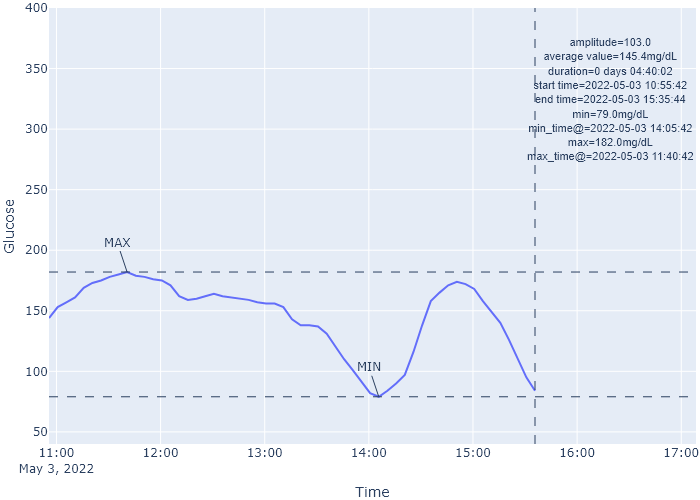 400
350
300
250
200
150
100
50
Glucose
amplitude=103.0
average value=145.4mg/dL
duration=0 days 04:40:02
start time=2022-05-03 10:55:42
end time=2022-05-03 15:35:44
min=79.0mg/dL
min_time@=2022-05-03 14:05:42
max=182.0mg/dL
max_time@=2022-05-03 11:40:42
MAX
MIN
11:00 12:00 13:00 14:00 15:00 16:00 17:00
May 3, 2022
Time